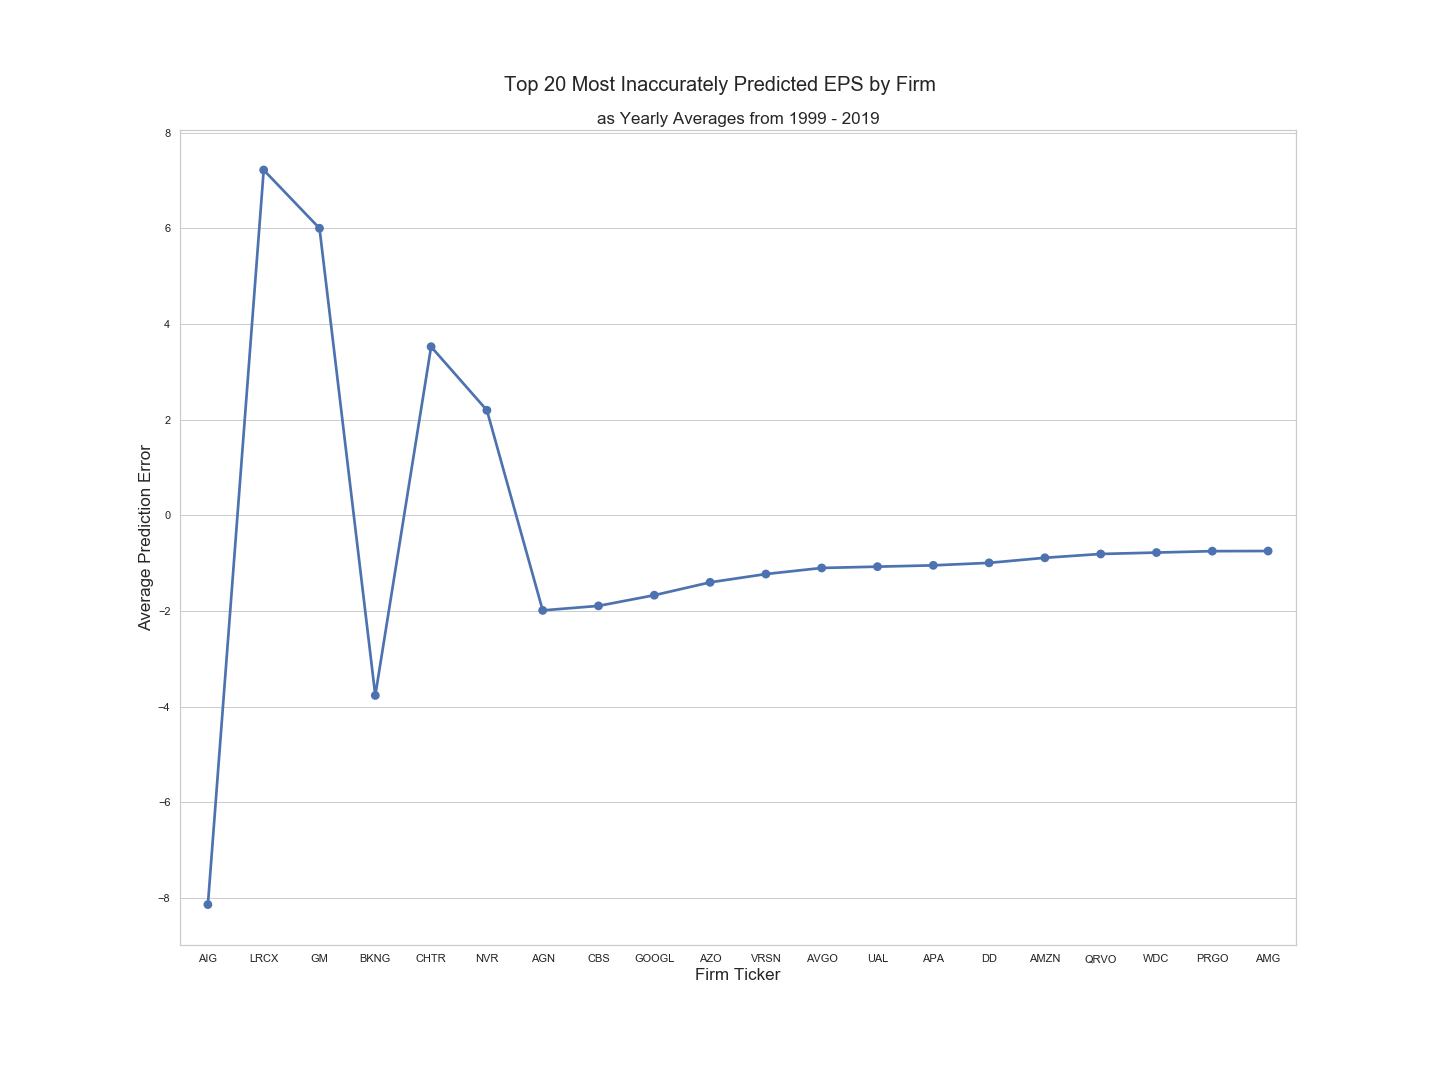 Top 20 Most Inaccurately Predicted EPS by Firm
as Yearly Averages from 1999 - 2019
8
6
4
2
0
−2
−4
−6
−8
Average Prediction Error
AIG LRCX GM BKNG CHTR NVR AGN CBS GOOGL AZO VRSN AVGO UAL APA DD AMZN QRVO WDC PRGO AMG
Firm Ticker